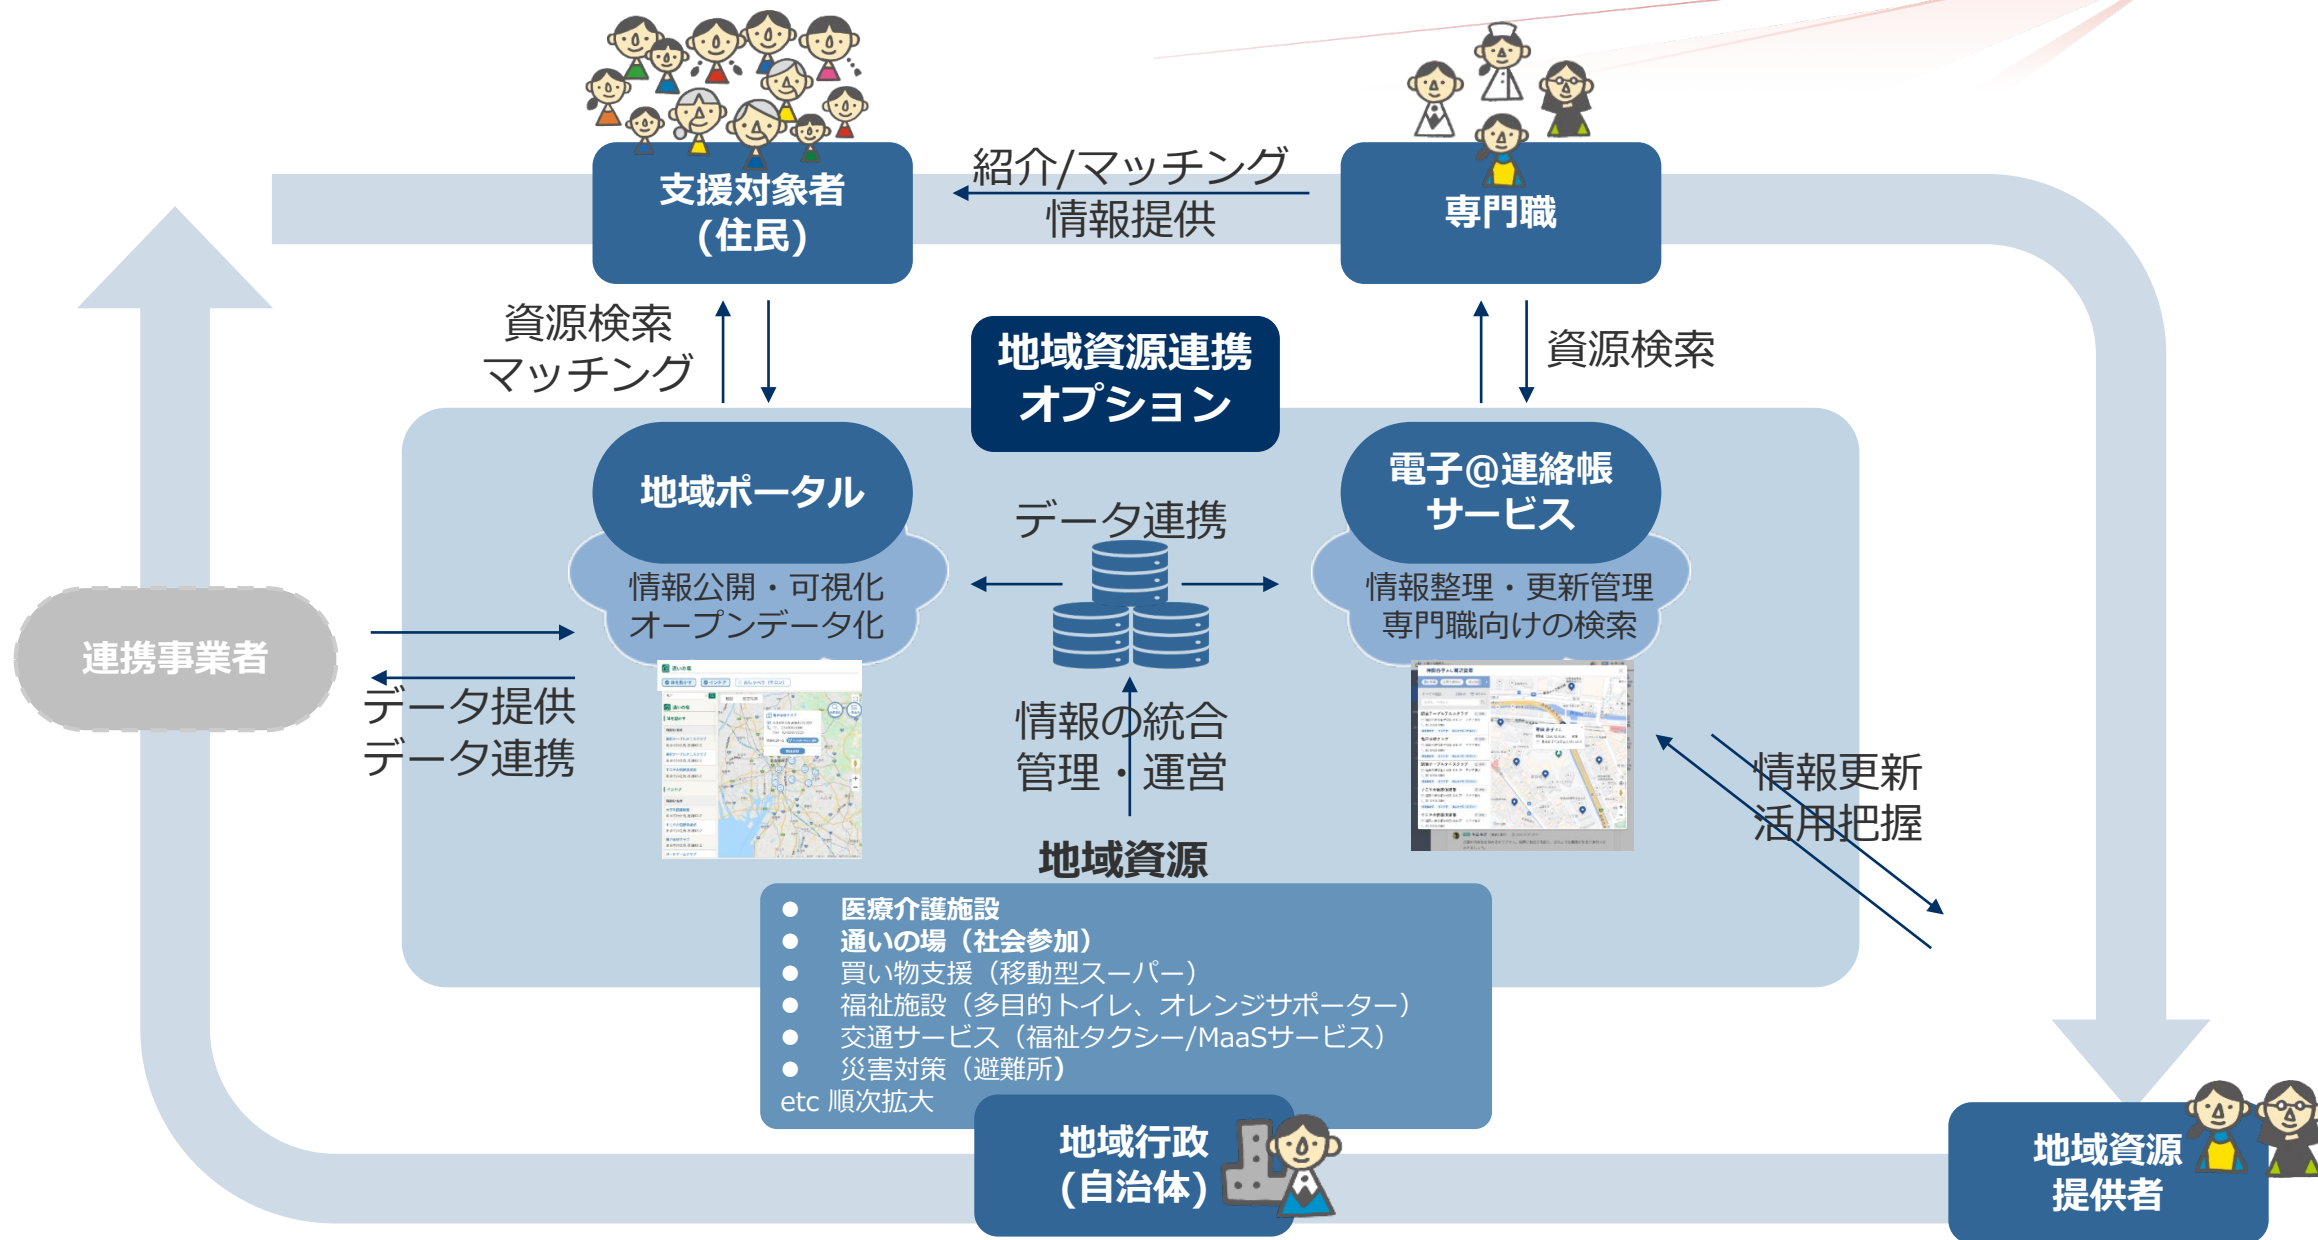 支援対象者
(住民)
紹介/マッチング
情報提供
専門職
資源検索
マッチング
地域資源連携
オプション
資源検索
地域ポータル
データ連携
電子@連絡帳
サービス
情報公開・可視化
オープンデータ化
情報整理・更新管理
専門職向けの検索
連携事業者
データ提供
データ連携
通いの場
情報の統合
管理・運営
情報更新
活用把握
地域資源
● 医療介護施設
● 通いの場（社会参加）
● 買い物支援（移動型スーパー）
● 福祉施設（多目的トイレ、オレンジサポーター）
● 交通サービス（福祉タクシー/MaaSサービス）
● 災害対策（避難所）
etc 順次拡大
地域行政
(自治体)
地域資源
提供者